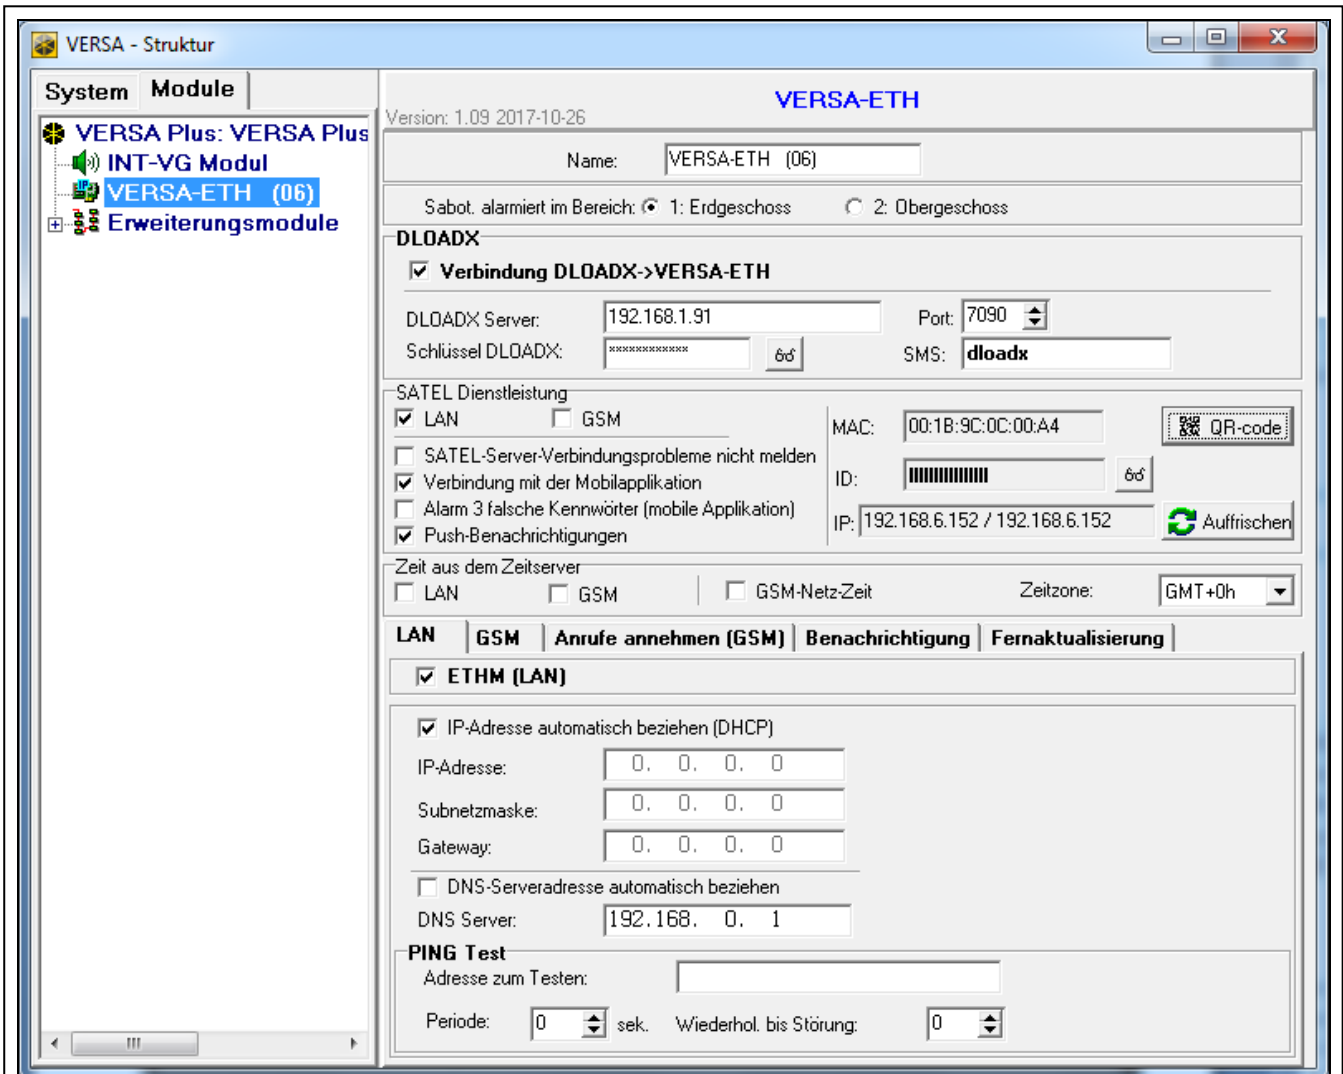 VERSA - Struktur
System Module
VERSA Plus: VERSA Plus
INT-VG Modul
VERSA-ETH (06)
Erweiterungsmodule
VERSA-ETH
Version: 1.09 2017-10-26
Name: VERSA-ETH (06)
Sabot. alarmiert im Bereich: 1: Erdgeschoss 2: Obergeschoss
DLOADX
Verbindung DLOADX->VERSA-ETH
DLOADX Server: 192.168.1.91 Port: 7090
Schlüssel DLOADX: ************ SMS: dloadx
SATEL Dienstleistung
LAN GSM
SATEL-Server-Verbindungsprobleme nicht melden
Verbindung mit der Mobilapplikation
Alarm 3 falsche Kennwörter (mobile Applikation)
Push-Benachrichtigungen
MAC: 00:1B:9C:0C:00:A4 QR-code
ID:
IP: 192.168.6.152 / 192.168.6.152 Auffrischen
Zeit aus dem Zeitserver
LAN GSM GSM-Netz-Zeit Zeitzone: GMT+0h
LAN GSM Anrufe annehmen (GSM) Benachrichtigung Fernaktualisierung
ETHM (LAN)
IP-Adresse automatisch beziehen (DHCP)
IP-Adresse: 0. 0. 0. 0
Subnetzmaske: 0. 0. 0. 0
Gateway: 0. 0. 0. 0
DNS-Serveradresse automatisch beziehen
DNS Server: 192.168. 0. 1
PING Test
Adresse zum Testen:
Periode: 0 sek. Wiederhol. bis Störung: 0